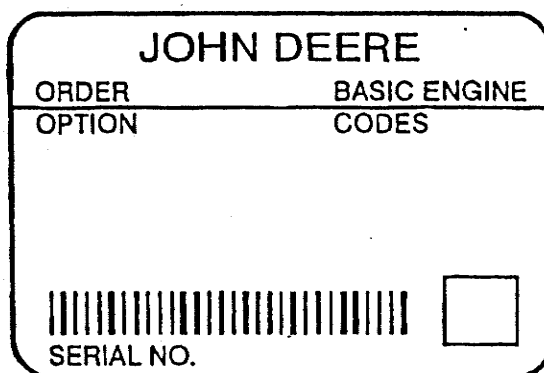 JOHN DEERE
ORDER BASIC ENGINE
OPTION CODES
SERIAL NO.